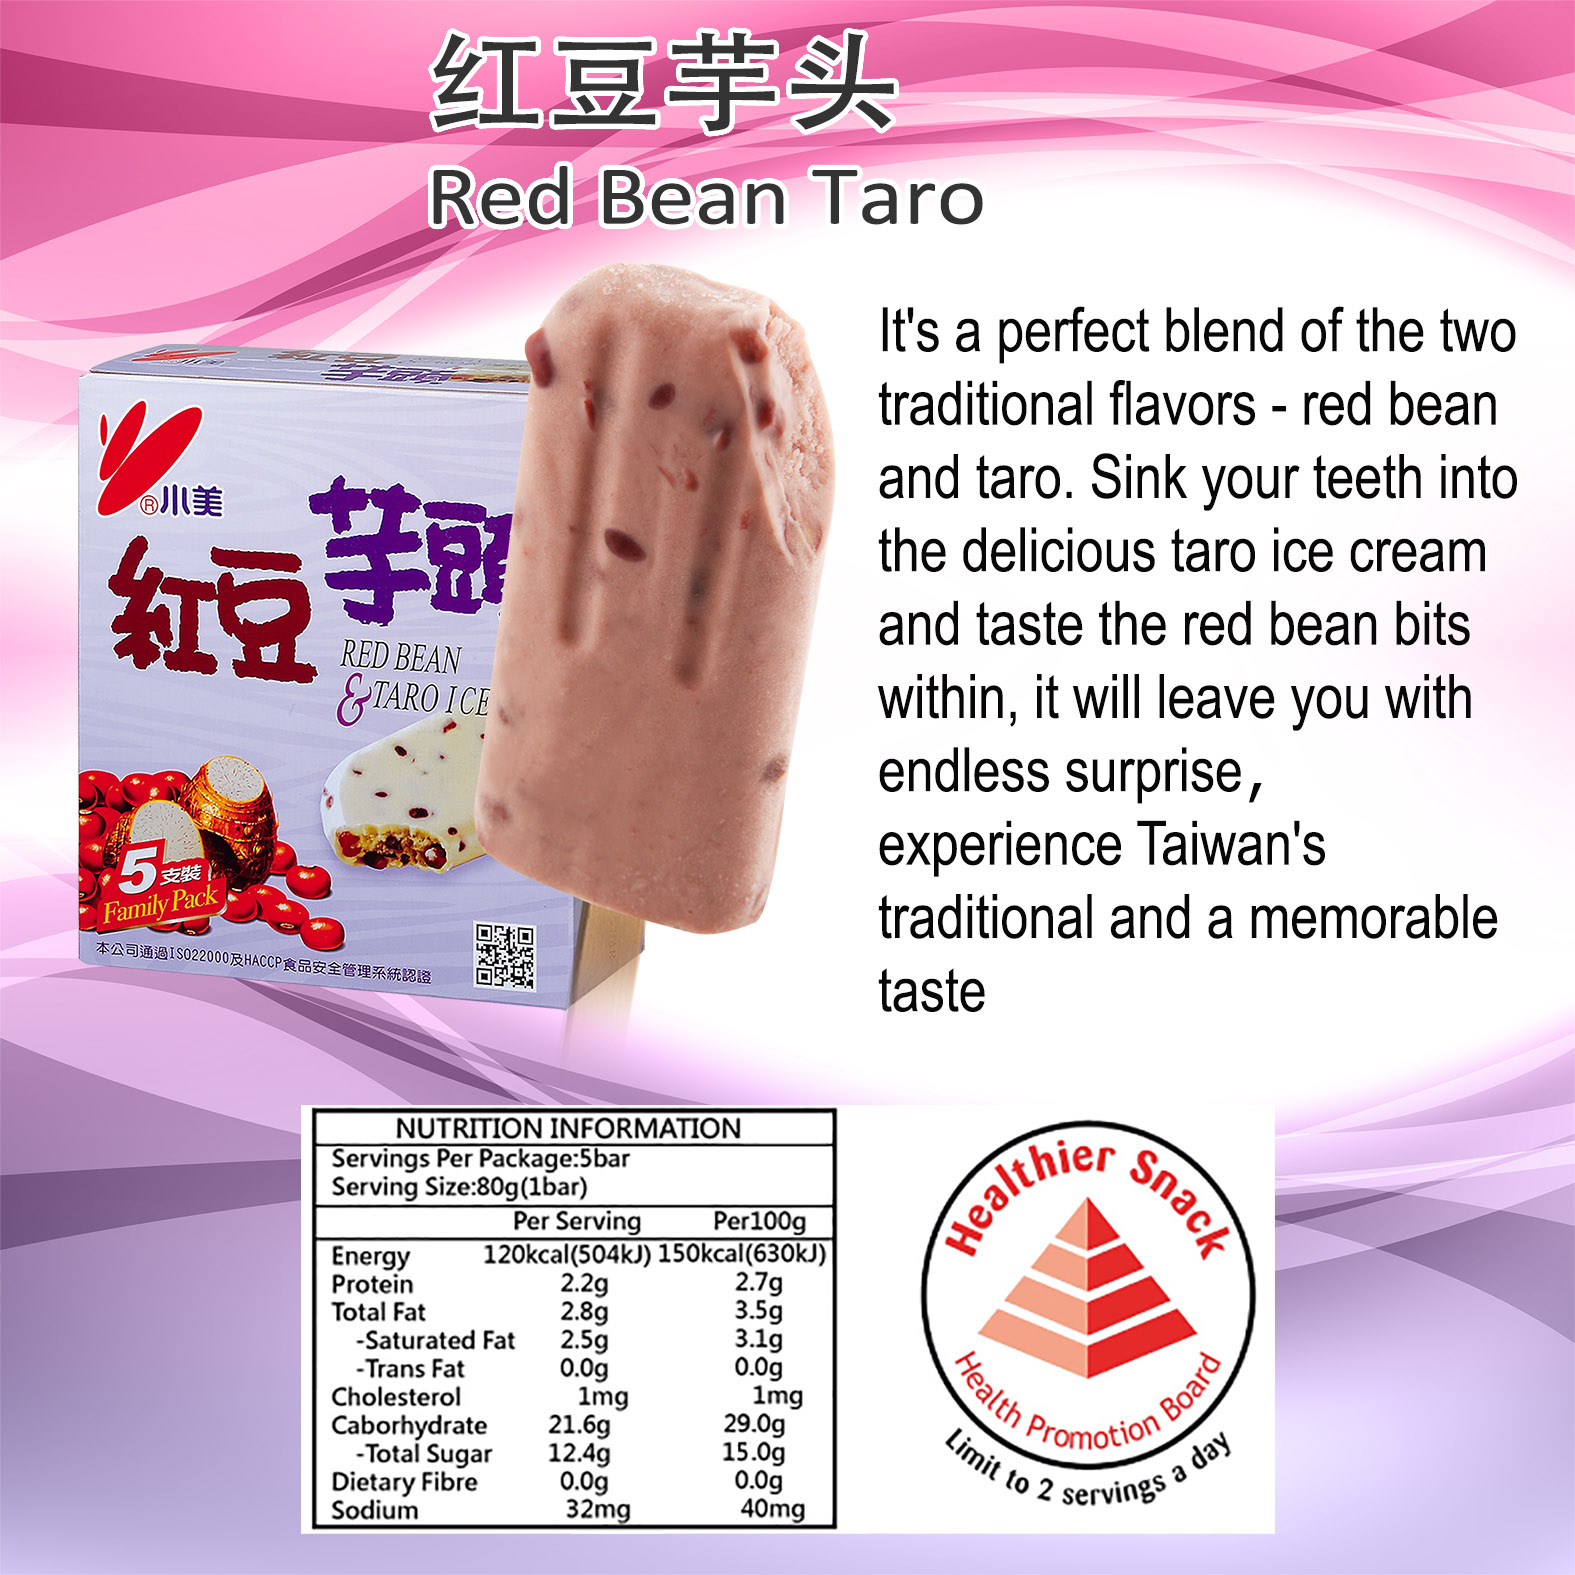 红豆芋头
Red Bean Taro
It's a perfect blend of the two
traditional flavors - red bean
and taro. Sink your teeth into
the delicious taro ice cream
and taste the red bean bits
within, it will leave you with
endless surprise,
experience Taiwan's
traditional and a memorable
taste
®小美
紅豆
芋頭
RED BEAN
& TARO ICE
5支裝
Family Pack
本公司通過ISO22000及HACCP食品安全管理系統認證
NUTRITION INFORMATION
Servings Per Package:5bar
Serving Size:80g(1bar)
Per Serving Per100g
Energy 120kcal(504kJ) 150kcal(630kJ)
Protein 2.2g 2.7g
Total Fat 2.8g 3.5g
-Saturated Fat 2.5g 3.1g
-Trans Fat 0.0g 0.0g
Cholesterol 1mg 1mg
Caborhydrate 21.6g 29.0g
-Total Sugar 12.4g 15.0g
Dietary Fibre 0.0g 0.0g
Sodium 32mg 40mg
Healthier Snack
Health Promotion Board
Limit to 2 servings a day